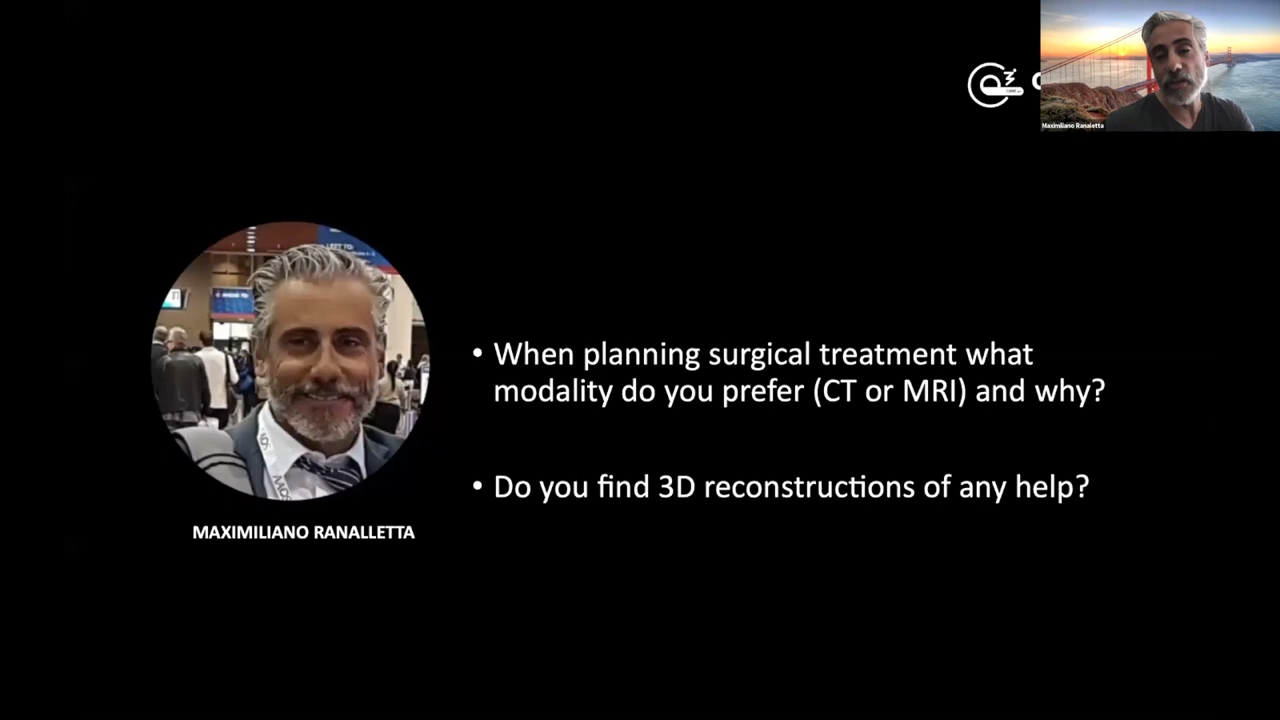 Maximiliano Ranaletta
• When planning surgical treatment what
modality do you prefer (CT or MRI) and why?
• Do you find 3D reconstructions of any help?
MAXIMILIANO RANALLETTA